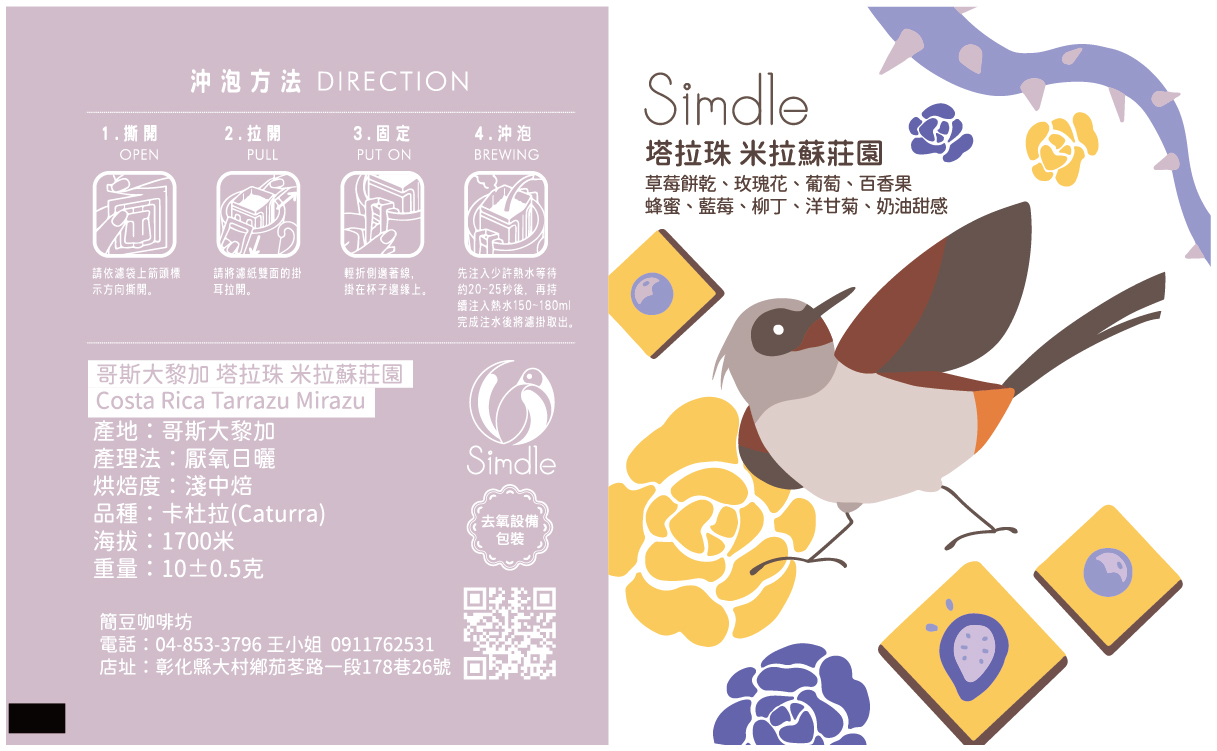 沖泡方法 DIRECTION
1.撕開
OPEN
2.拉開
PULL
3.固定
PUT ON
4.沖泡
BREWING
請依濾袋上箭頭標
示方向撕開。
請將濾紙雙面的掛
耳拉開。
輕折側邊著線,
掛在杯子邊緣上。
先注入少許熱水等待
約20~25秒後, 再持
續注入熱水150~180ml
完成注水後將濾掛取出。
哥斯大黎加 塔拉珠 米拉蘇莊園
Costa Rica Tarrazu Mirazu
產地：哥斯大黎加
產理法：厭氧日曬
烘焙度：淺中焙
品種：卡杜拉(Caturra)
海拔：1700米
重量：10±0.5克
Simdle
去氧設備
包裝
簡豆咖啡坊
電話：04-853-3796 王小姐 0911762531
店址：彰化縣大村鄉茄苳路一段178巷26號
Simdle
塔拉珠 米拉蘇莊園
草莓餅乾、玫瑰花、葡萄、百香果
蜂蜜、藍莓、柳丁、洋甘菊、奶油甜感